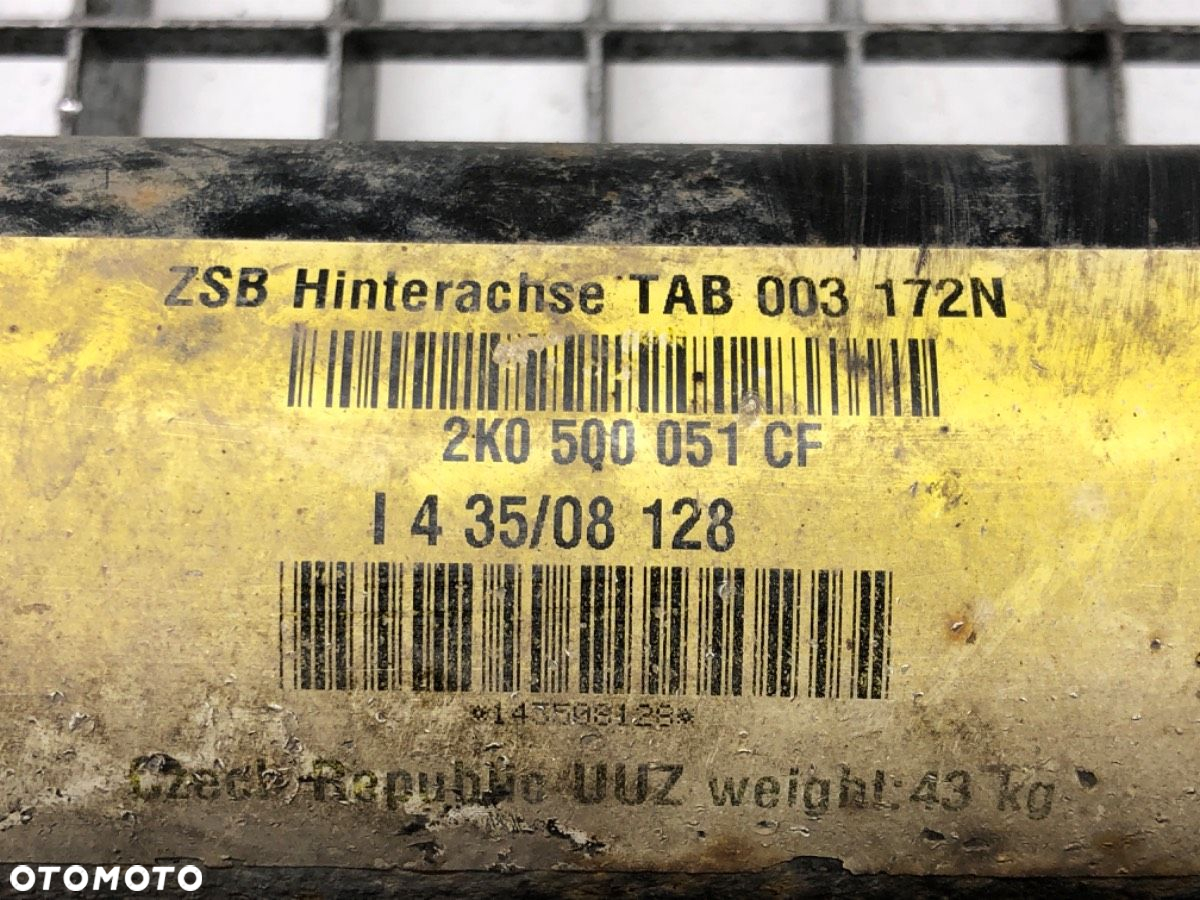 ZSB Hinterachse TAB 003 172N
2K0 500 051 CF
I 4 35/08 128
*143508128*
Czech Republic UUZ weight:43 kg
OTOMOTO